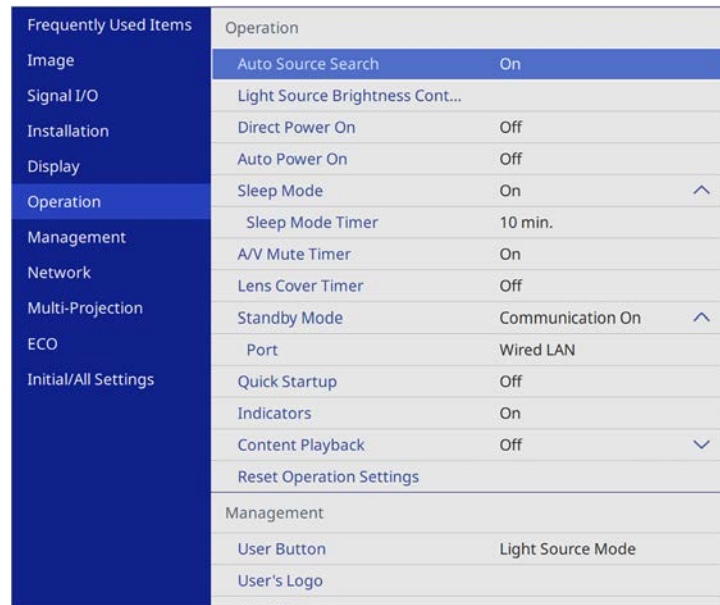 Frequently Used Items
Image
Signal I/O
Installation
Display
Operation
Management
Network
Multi-Projection
ECO
Initial/All Settings
Operation
Auto Source Search On
Light Source Brightness Cont...
Direct Power On Off
Auto Power On Off
Sleep Mode On
Sleep Mode Timer 10 min.
A/V Mute Timer On
Lens Cover Timer Off
Standby Mode Communication On
Port Wired LAN
Quick Startup Off
Indicators On
Content Playback Off
Reset Operation Settings
Management
User Button Light Source Mode
User's Logo